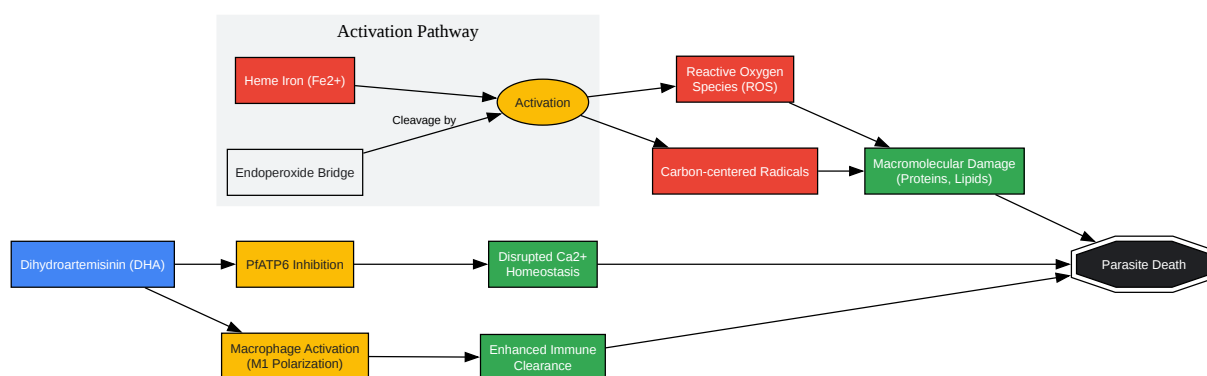 Activation Pathway
Heme Iron (Fe2+)
Cleavage by
Endoperoxide Bridge
Activation
Reactive Oxygen
Species (ROS)
Carbon-centered Radicals
Macromolecular Damage
(Proteins, Lipids)
Dihydroartemisinin (DHA)
PfATP6 Inhibition
Disrupted Ca2+
Homeostasis
Parasite Death
Macrophage Activation
(M1 Polarization)
Enhanced Immune
Clearance